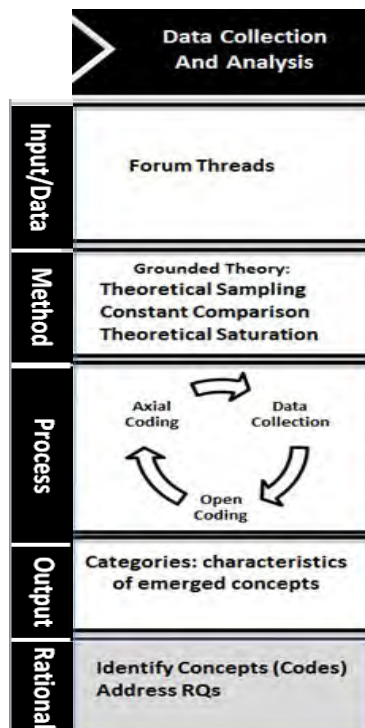 Data Collection
And Analysis
Input/Data
Forum Threads
Method
Grounded Theory:
Theoretical Sampling
Constant Comparison
Theoretical Saturation
Process
Axial
Coding
Data
Collection
Open
Coding
Output
Categories: characteristics
of emerged concepts
Rational
Identify Concepts (Codes)
Address RQs